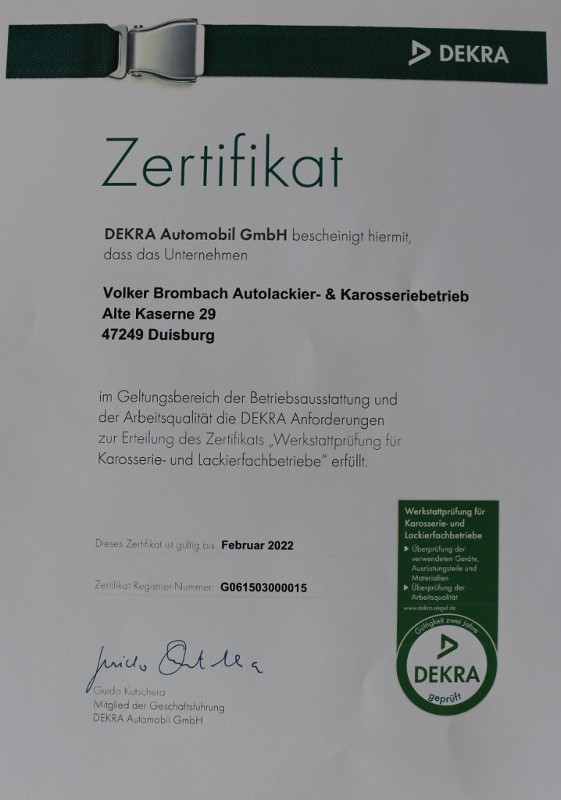 DEKRA
Zertifikat
DEKRA Automobil GmbH bescheinigt hiermit,
dass das Unternehmen
Volker Brombach Autolackier- & Karosseriebetrieb
Alte Kaserne 29
47249 Duisburg
im Geltungsbereich der Betriebsausstattung und
der Arbeitsqualität die DEKRA Anforderungen
zur Erteilung des Zertifikats „Werkstattprüfung für
Karosserie- und Lackierfachbetriebe“ erfüllt.
Dieses Zertifikat ist gültig bis Februar 2022
Zertifikat Registrier-Nummer: G061503000015
Guido Kutschera
Mitglied der Geschäftsführung
DEKRA Automobil GmbH
Werkstattprüfung für
Karosserie- und
Lackierfachbetriebe
Überprüfung der
verwendeten Geräte,
Ausrüstungsteile und
Materialien
Überprüfung der
Arbeitsqualität
www.dekra-siegel.de
Gültigkeit zwei Jahre
DEKRA
geprüft